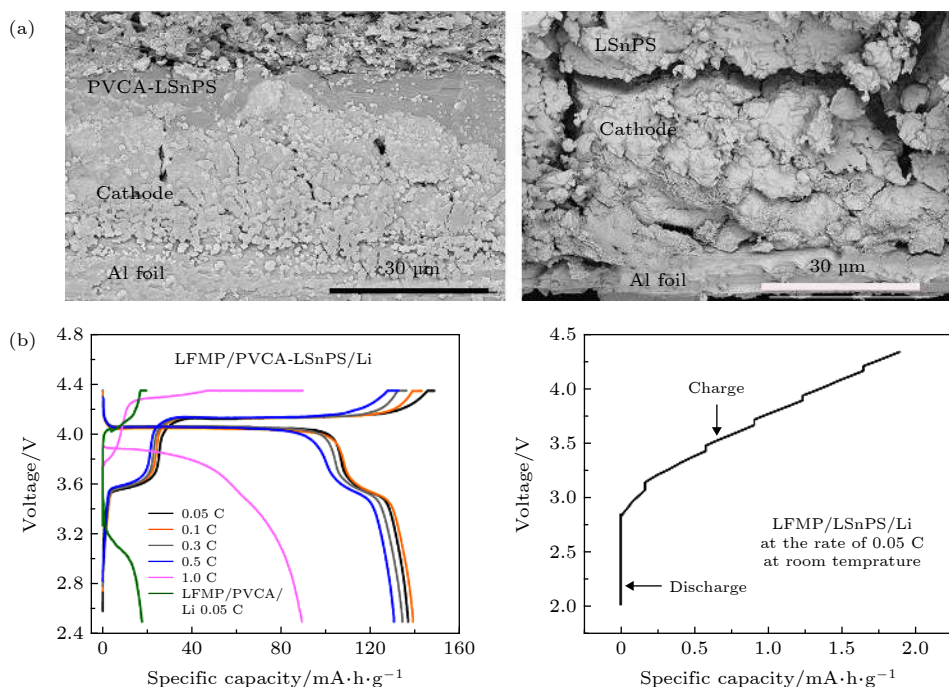 (a)
PVCA-LSnPS
Cathode
Al foil
30 μm
LSnPS
Cathode
Al foil
30 μm
(b)
4.8
4.4
4.0
3.6
3.2
2.8
2.4
Voltage/V
LFMP/PVCA-LSnPS/Li
0.05 C
0.1 C
0.3 C
0.5 C
1.0 C
LFMP/PVCA/
Li 0.05 C
0
40
80
120
160
Specific capacity/mA·h·g⁻¹
4.5
4.0
3.5
3.0
2.5
2.0
Voltage/V
Charge
LFMP/LSnPS/Li
at the rate of 0.05 C
at room temprature
Discharge
0
0.5
1.0
1.5
2.0
Specific capacity/mA·h·g⁻¹